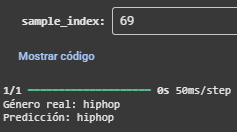 sample_index: 69
Mostrar código
1/1 ━━━━━━━━━━━━━━━━━━━━ 0s 50ms/step
Género real: hiphop
Predicción: hiphop